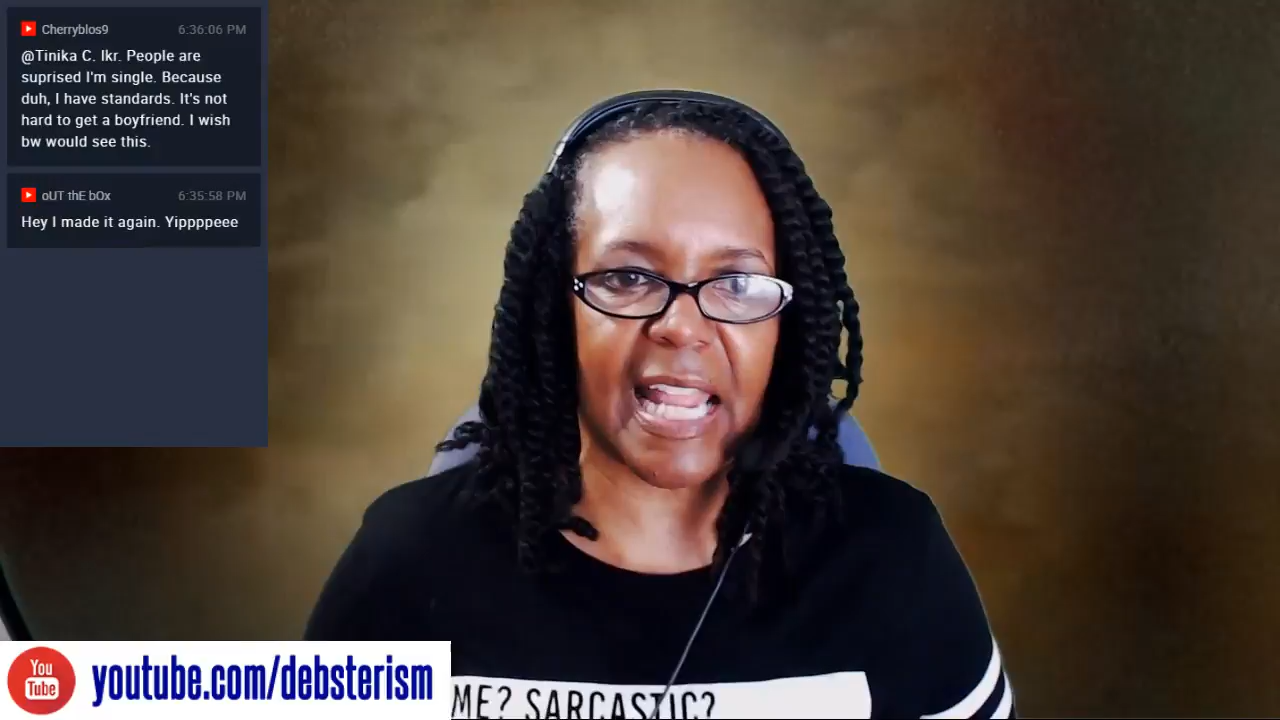 Cherryblos9 6:36:06 PM
@Tinika C. Ikr. People are
suprised I'm single. Because
duh, I have standards. It's not
hard to get a boyfriend. I wish
bw would see this.
oUT thE bOx 6:35:58 PM
Hey I made it again. Yippppeee
You
Tube
youtube.com/debsterism
ME? SARCASTIC?